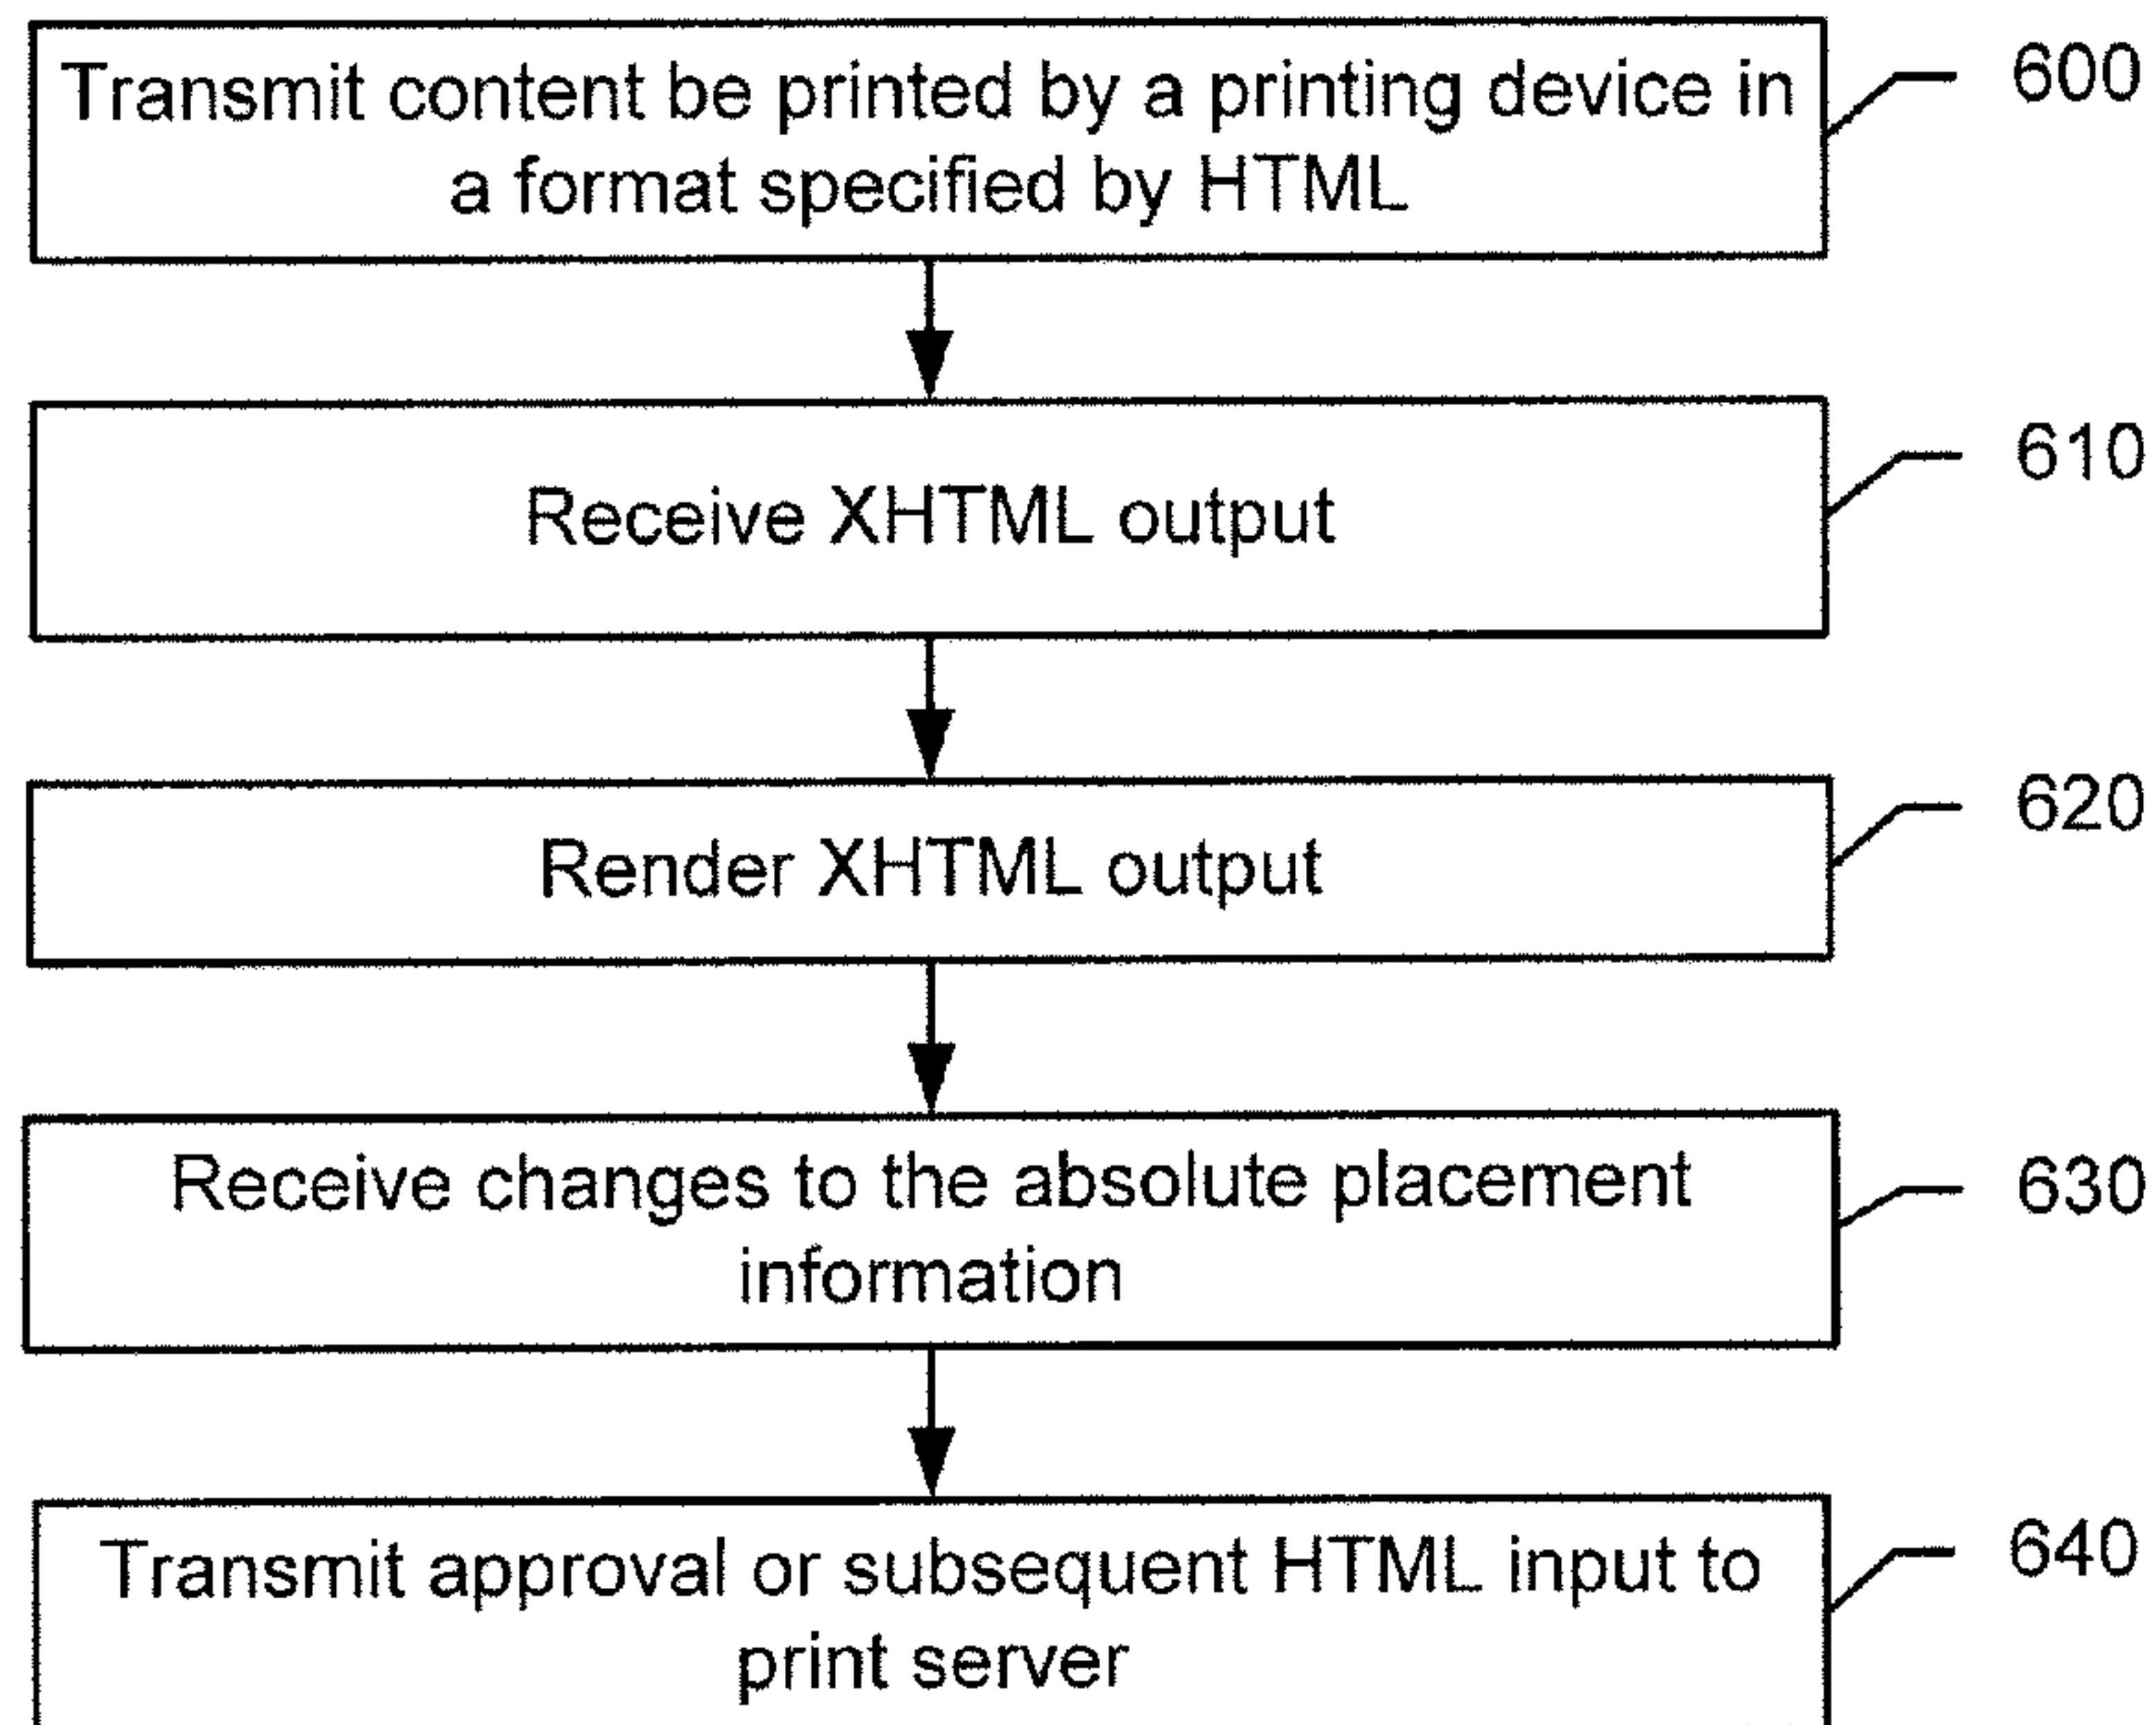 Transmit content be printed by a printing device in
a format specified by HTML
600
Receive XHTML output
610
Render XHTML output
620
Receive changes to the absolute placement
information
630
Transmit approval or subsequent HTML input to
print server
640